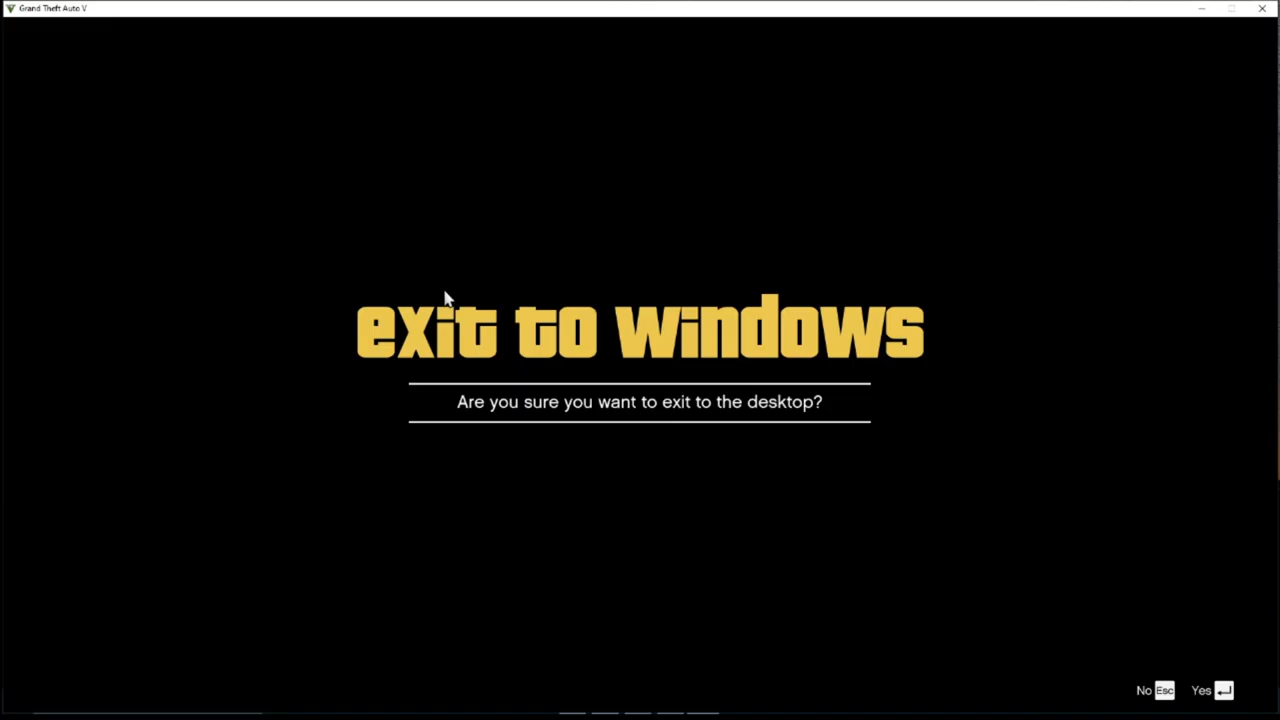 Grand Theft Auto V
exit to windows
Are you sure you want to exit to the desktop?
No Esc Yes